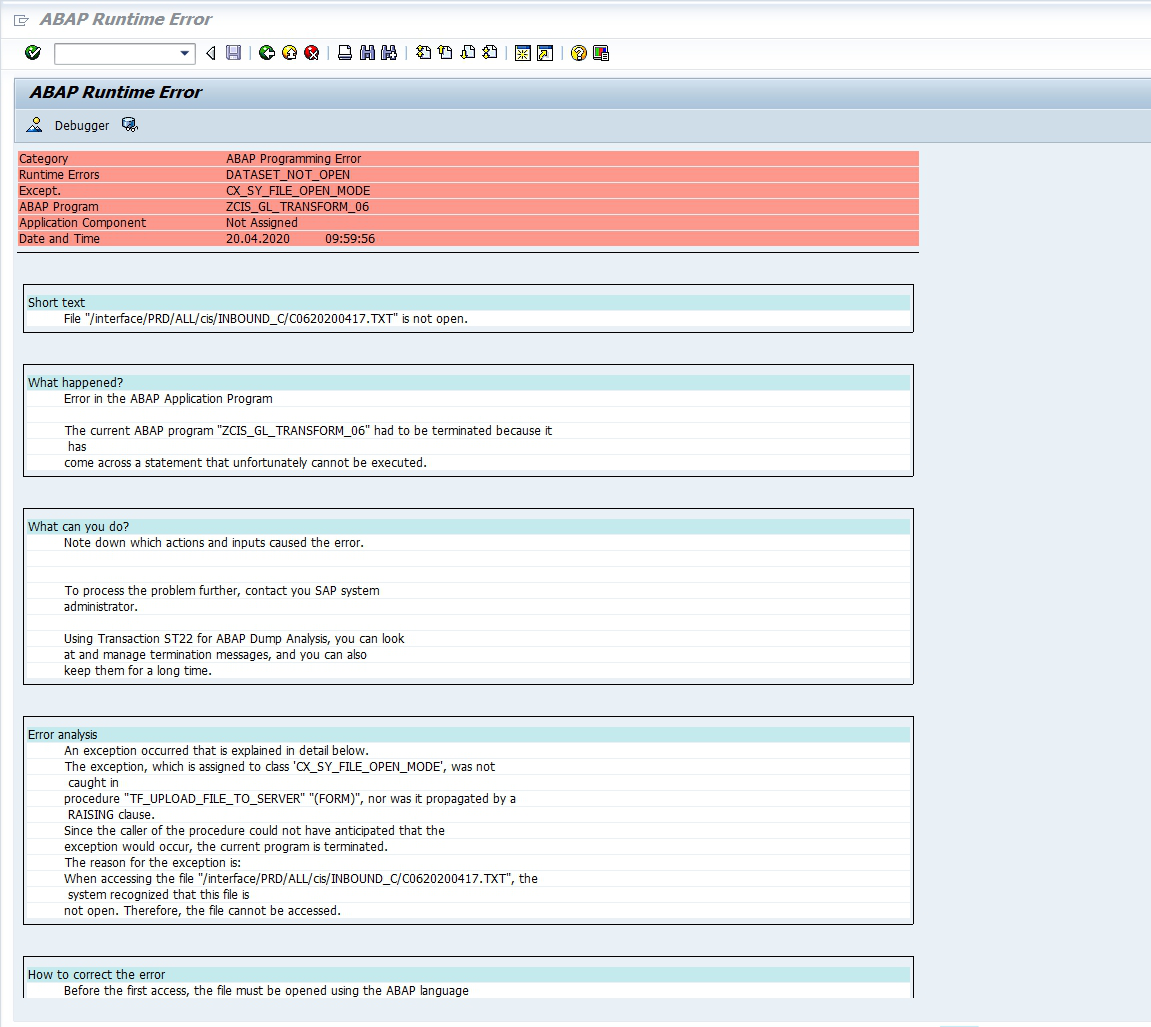 ABAP Runtime Error
ABAP Runtime Error
Debugger
Category ABAP Programming Error
Runtime Errors DATASET_NOT_OPEN
Except. CX_SY_FILE_OPEN_MODE
ABAP Program ZCIS_GL_TRANSFORM_06
Application Component Not Assigned
Date and Time 20.04.2020 09:59:56
Short text
File "/interface/PRD/ALL/cis/INBOUND_C/C0620200417.TXT" is not open.
What happened?
Error in the ABAP Application Program
The current ABAP program "ZCIS_GL_TRANSFORM_06" had to be terminated because it
has
come across a statement that unfortunately cannot be executed.
What can you do?
Note down which actions and inputs caused the error.
To process the problem further, contact you SAP system
administrator.
Using Transaction ST22 for ABAP Dump Analysis, you can look
at and manage termination messages, and you can also
keep them for a long time.
Error analysis
An exception occurred that is explained in detail below.
The exception, which is assigned to class 'CX_SY_FILE_OPEN_MODE', was not
caught in
procedure "TF_UPLOAD_FILE_TO_SERVER" "(FORM)", nor was it propagated by a
RAISING clause.
Since the caller of the procedure could not have anticipated that the
exception would occur, the current program is terminated.
The reason for the exception is:
When accessing the file "/interface/PRD/ALL/cis/INBOUND_C/C0620200417.TXT", the
system recognized that this file is
not open. Therefore, the file cannot be accessed.
How to correct the error
Before the first access, the file must be opened using the ABAP language